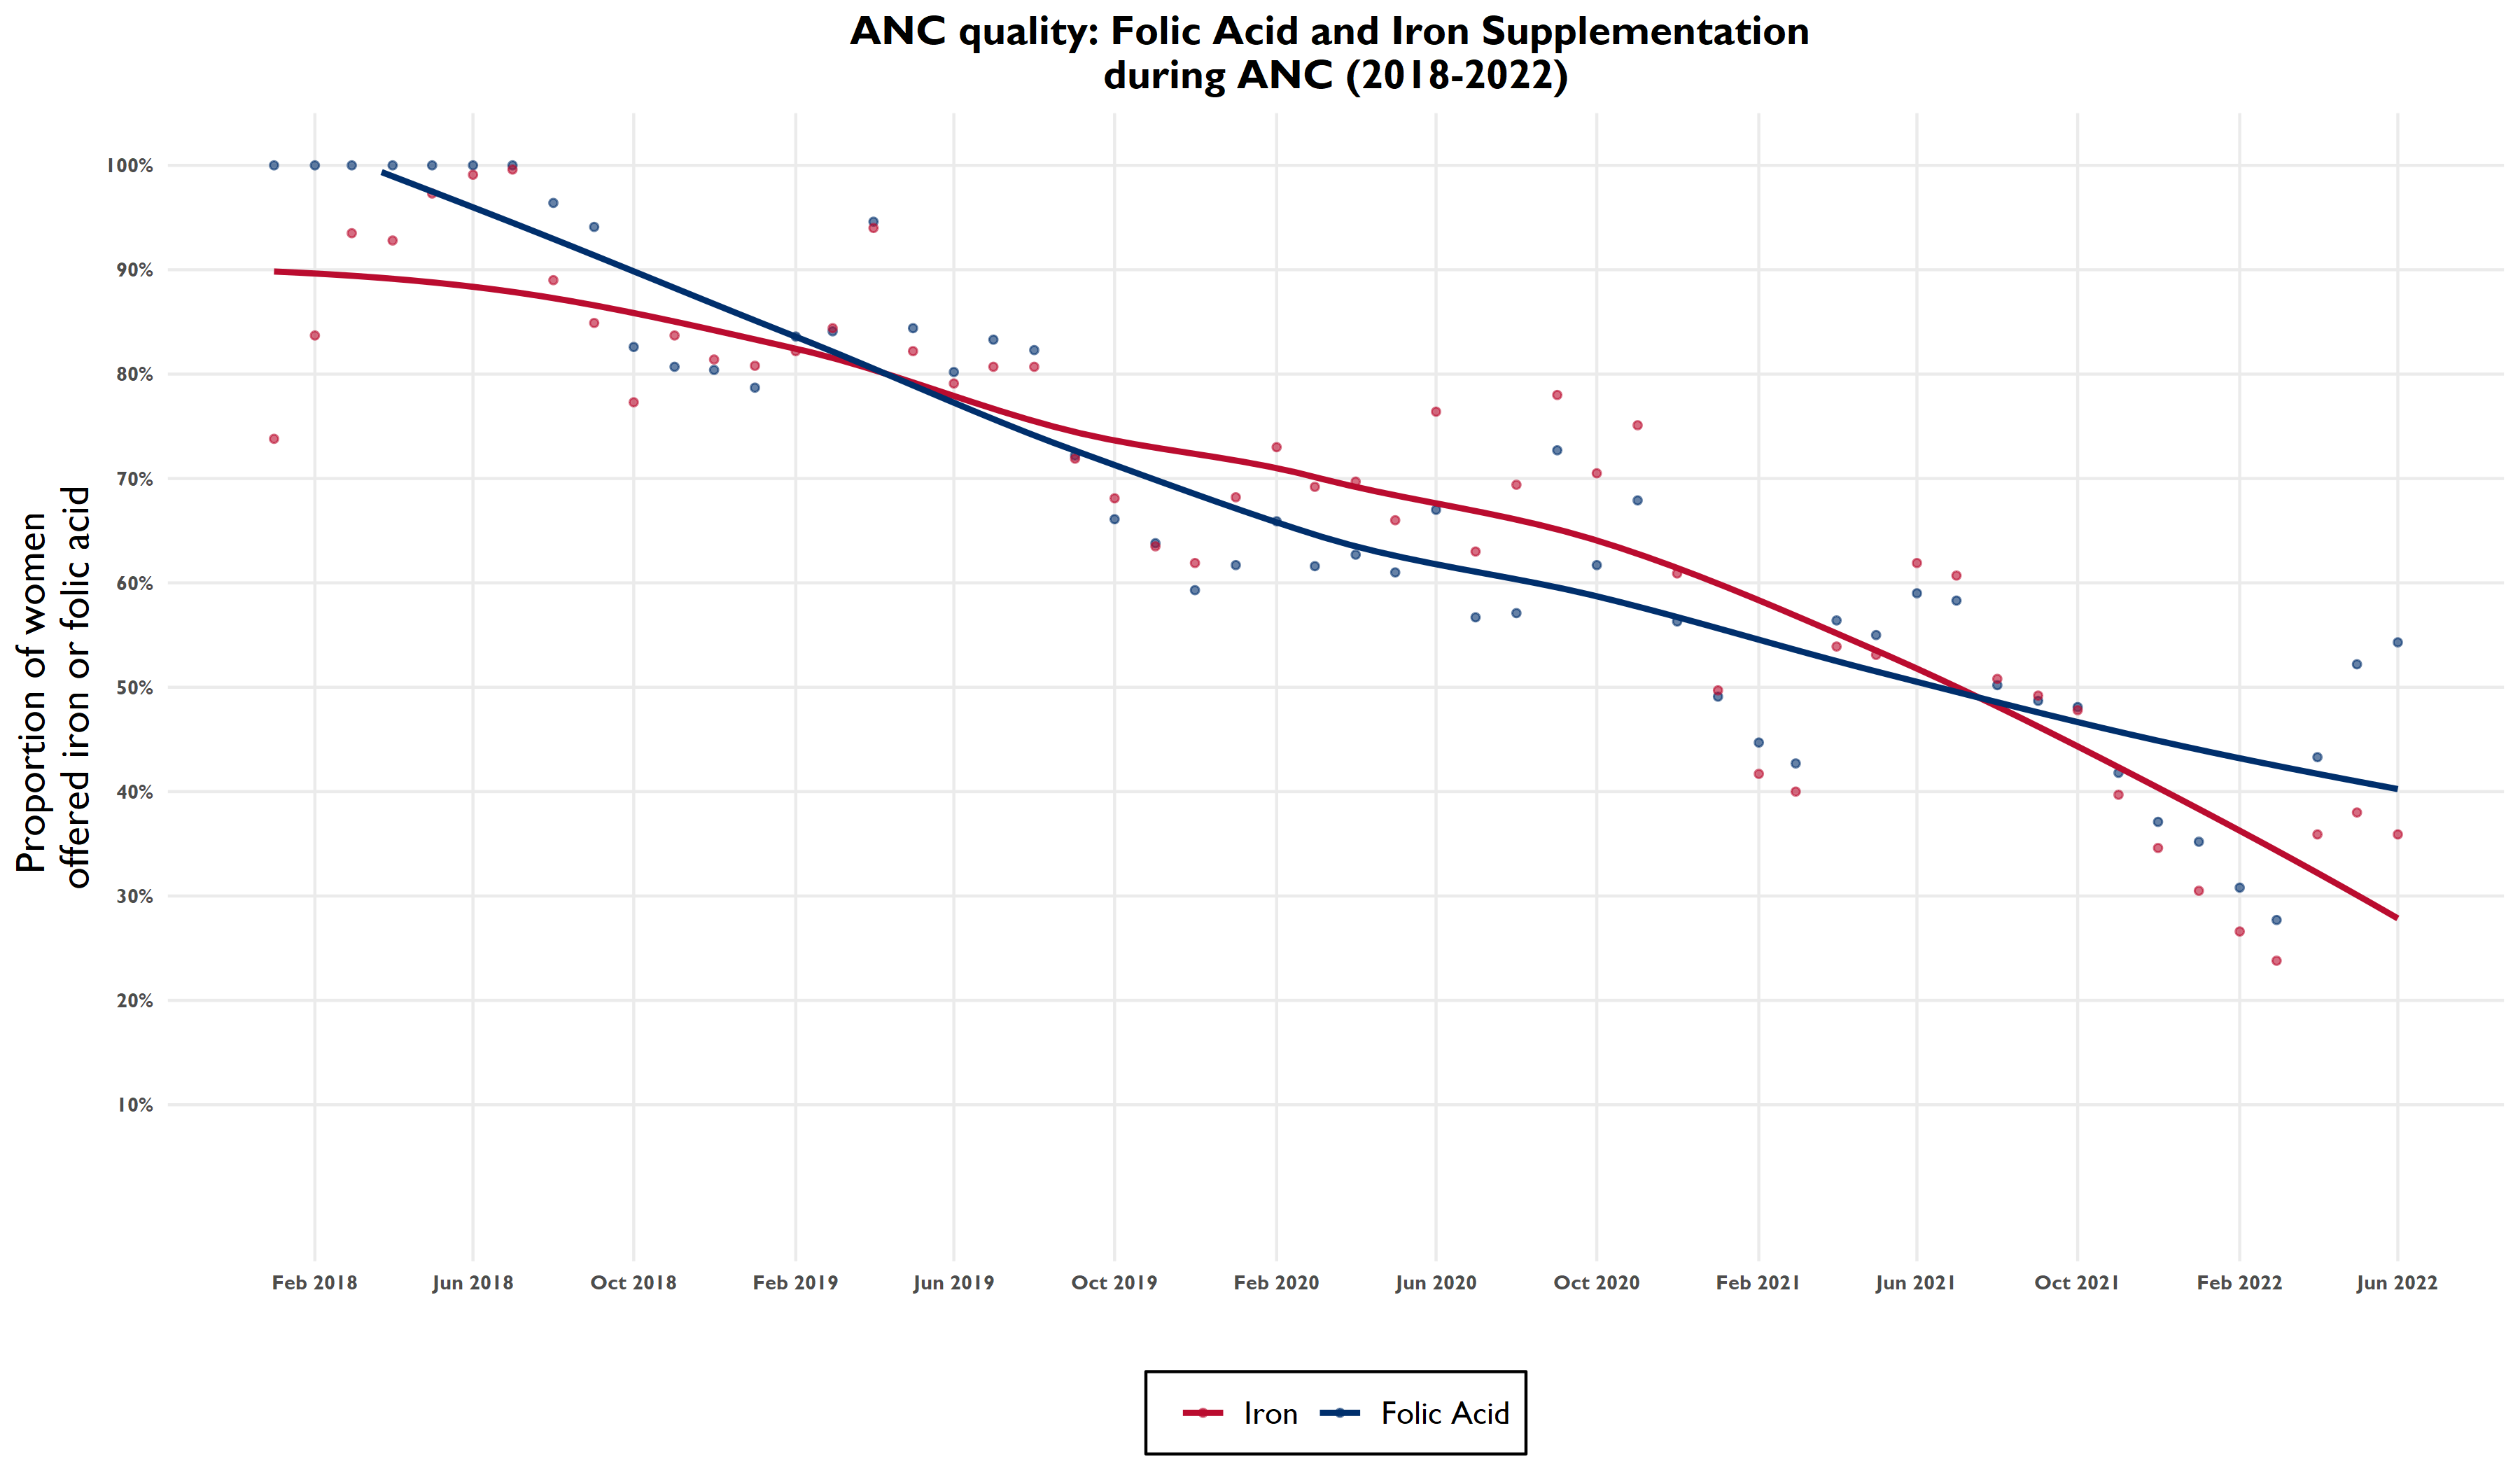 ANC quality: Folic Acid and Iron Supplementation
during ANC (2018-2022)
Proportion of women
offered iron or folic acid
100%
90%
80%
70%
60%
50%
40%
30%
20%
10%
Feb 2018 Jun 2018 Oct 2018 Feb 2019 Jun 2019 Oct 2019 Feb 2020 Jun 2020 Oct 2020 Feb 2021 Jun 2021 Oct 2021 Feb 2022 Jun 2022
Iron Folic Acid